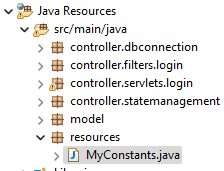 Java Resources
src/main/java
controller.dbconnection
controller.filters.login
controller.servlets.login
controller.statemanagement
model
resources
MyConstants.java